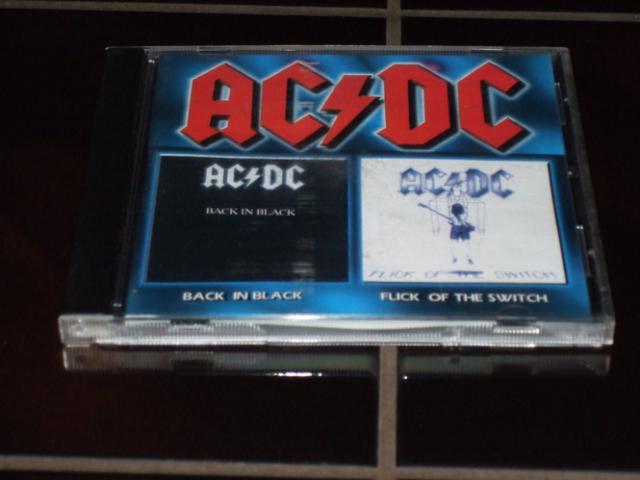 AC⚡DC
AC⚡DC
BACK IN BLACK
AC⚡DC
FLICK OF THE SWITCH
BACK IN BLACK
FLICK OF THE SWITCH